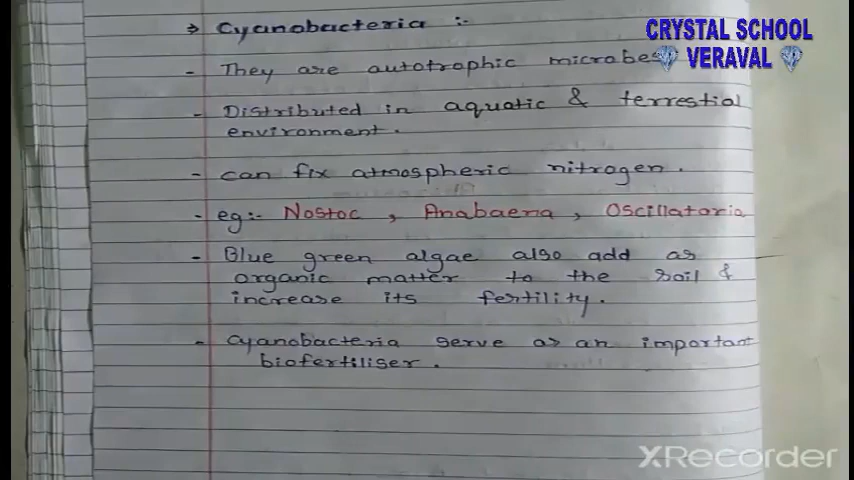 → Cyanobacteria :-
CRYSTAL SCHOOL
VERAVAL
- They are autotrophic microbes
- Distributed in aquatic & terrestial
environment.
- can fix atmospheric nitrogen.
- eg:- Nostoc , Anabaena , Oscillatoria
- Blue green algae also add as
organic matter to the soil &
increase its fertility.
- Cyanobacteria serve as an important
biofertiliser.
XRecorder